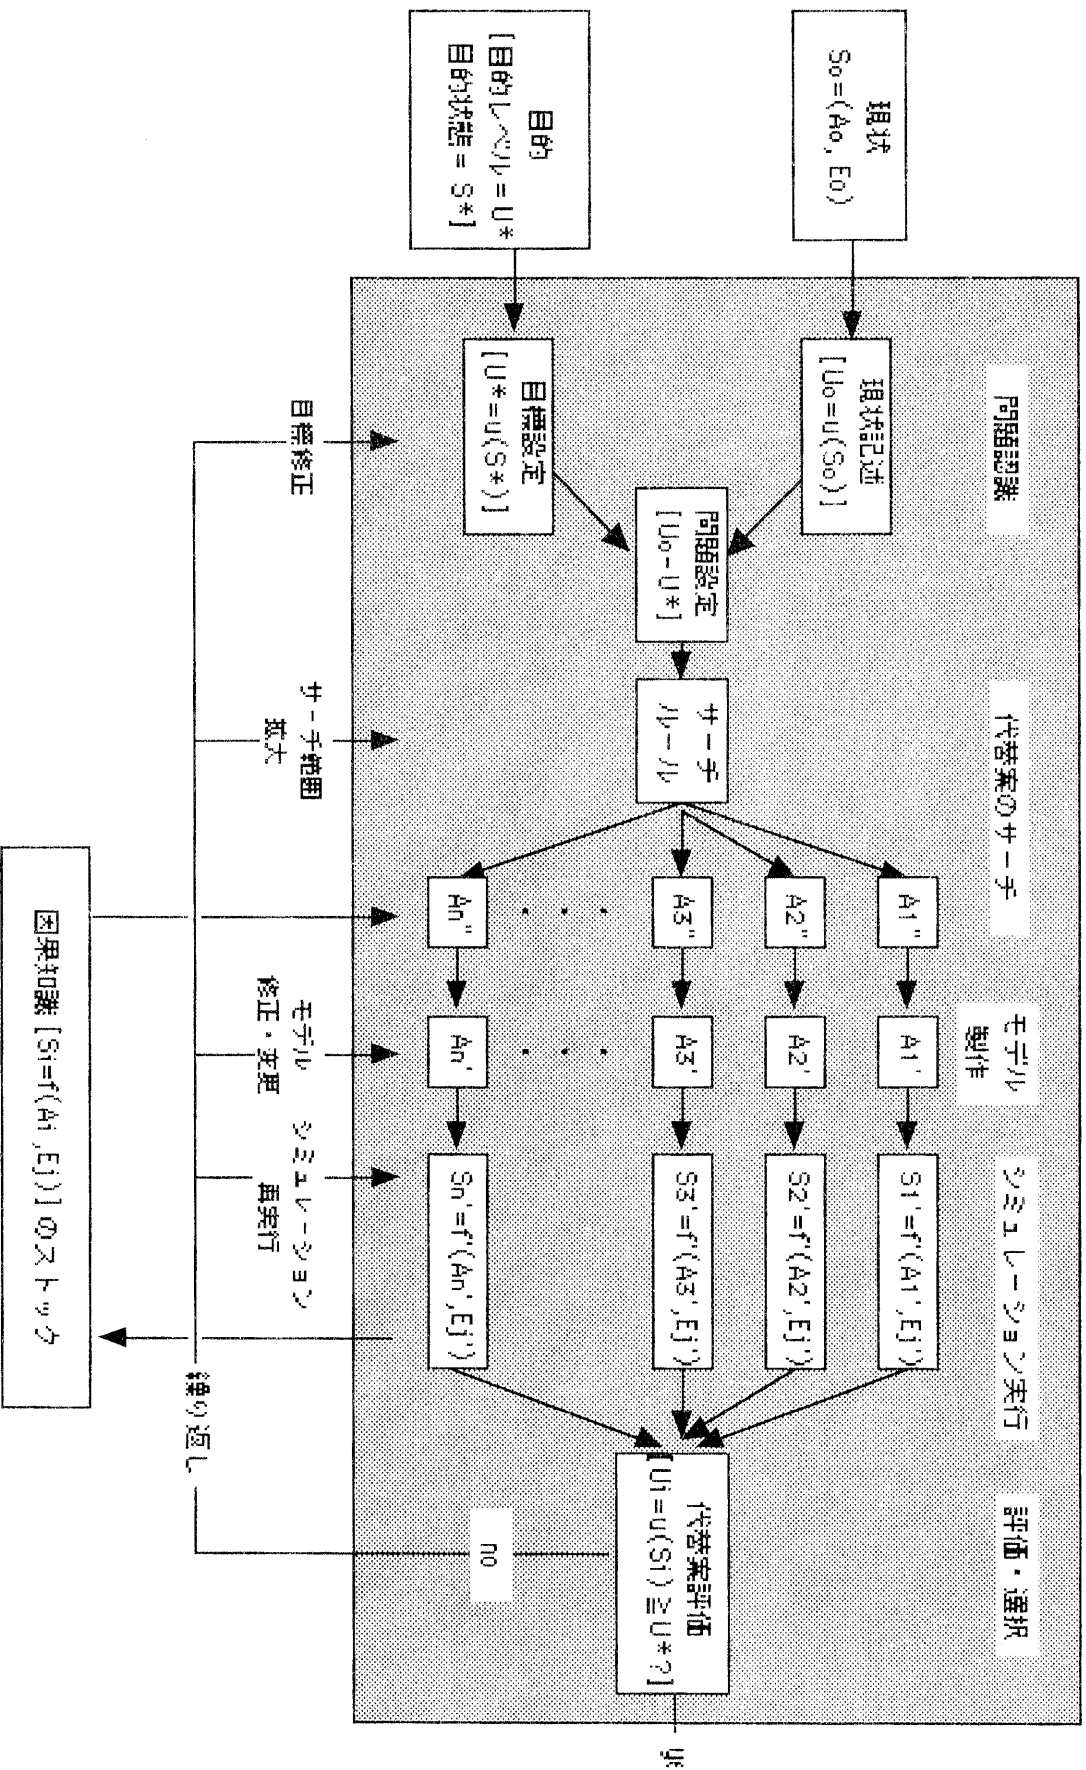 問題認識
代替案のサーチ
モデル
製作
シミュレーション実行
評価・選択
現状
So=(Ao, Eo)
現状記述
[Uo=u(So)]
目的
[目的レベル = U*
目的状態 = S*]
目標設定
[U*=u(S*)]
問題設定
[Uo-U*]
サーチ
ルール
A1"
A1'
S1'=f'(A1',Ej')
A2"
A2'
S2'=f'(A2',Ej')
A3"
A3'
S3'=f'(A3',Ej')
・・・
・・・
An"
An'
Sn'=f'(An',Ej')
代替案評価
[Ui=u(Si)≧U*?]
no
目標修正
サーチ範囲
拡大
モデル
修正・変更
シミュレーション
再実行
繰り返し
因果知識 [Si=f(Ai,Ej)] のストック